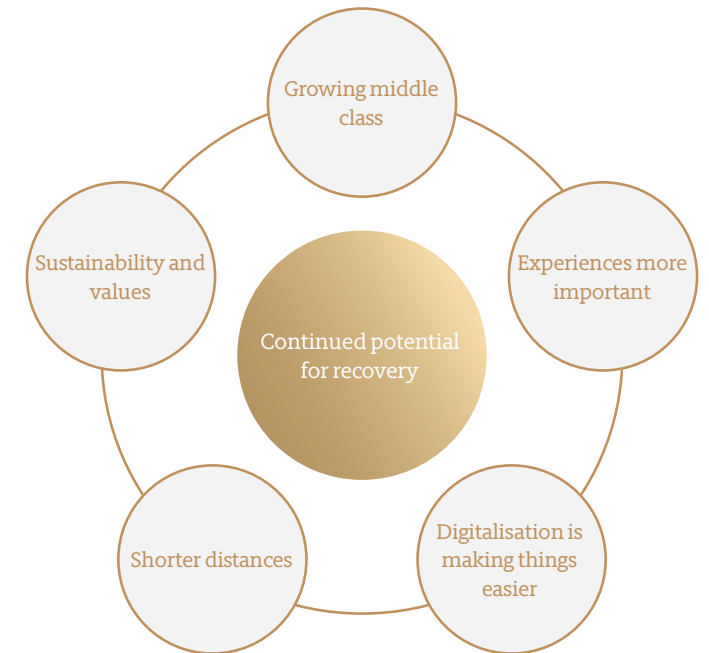 Growing middle
class
Experiences more
important
Digitalisation is
making things
easier
Shorter distances
Sustainability and
values
Continued potential
for recovery